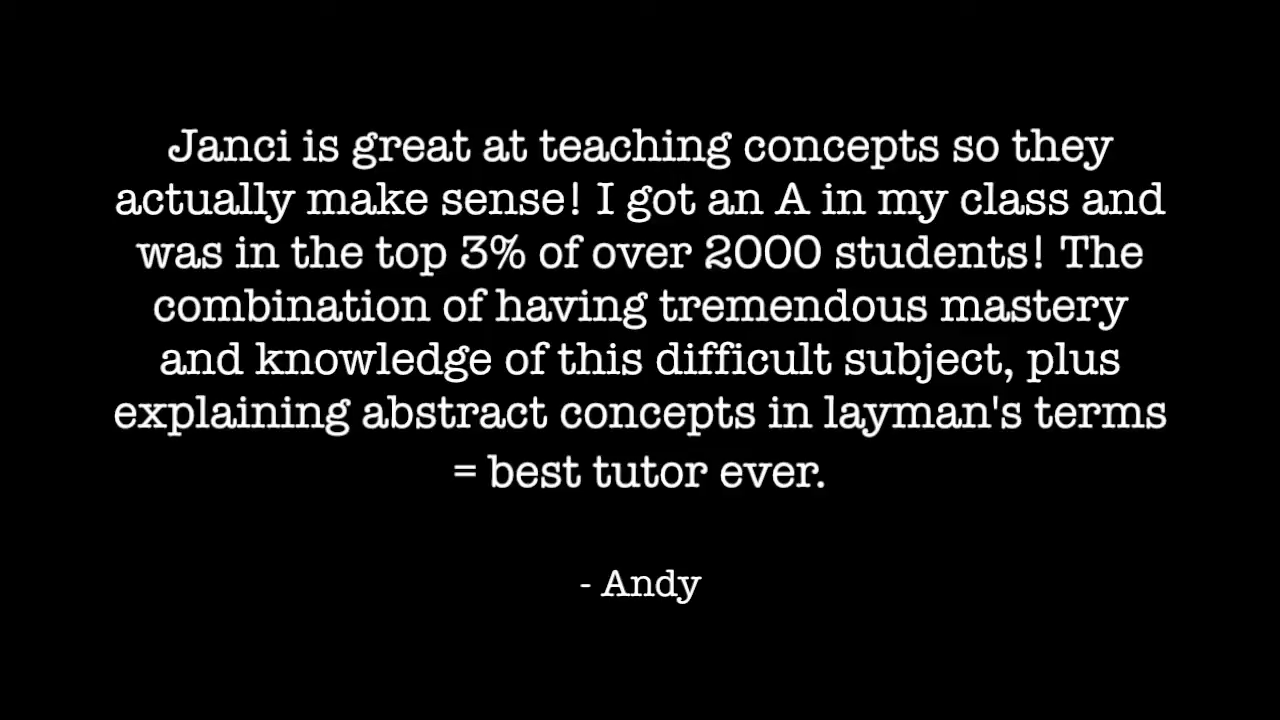 Janci is great at teaching concepts so they
actually make sense! I got an A in my class and
was in the top 3% of over 2000 students! The
combination of having tremendous mastery
and knowledge of this difficult subject, plus
explaining abstract concepts in layman's terms
= best tutor ever.
- Andy